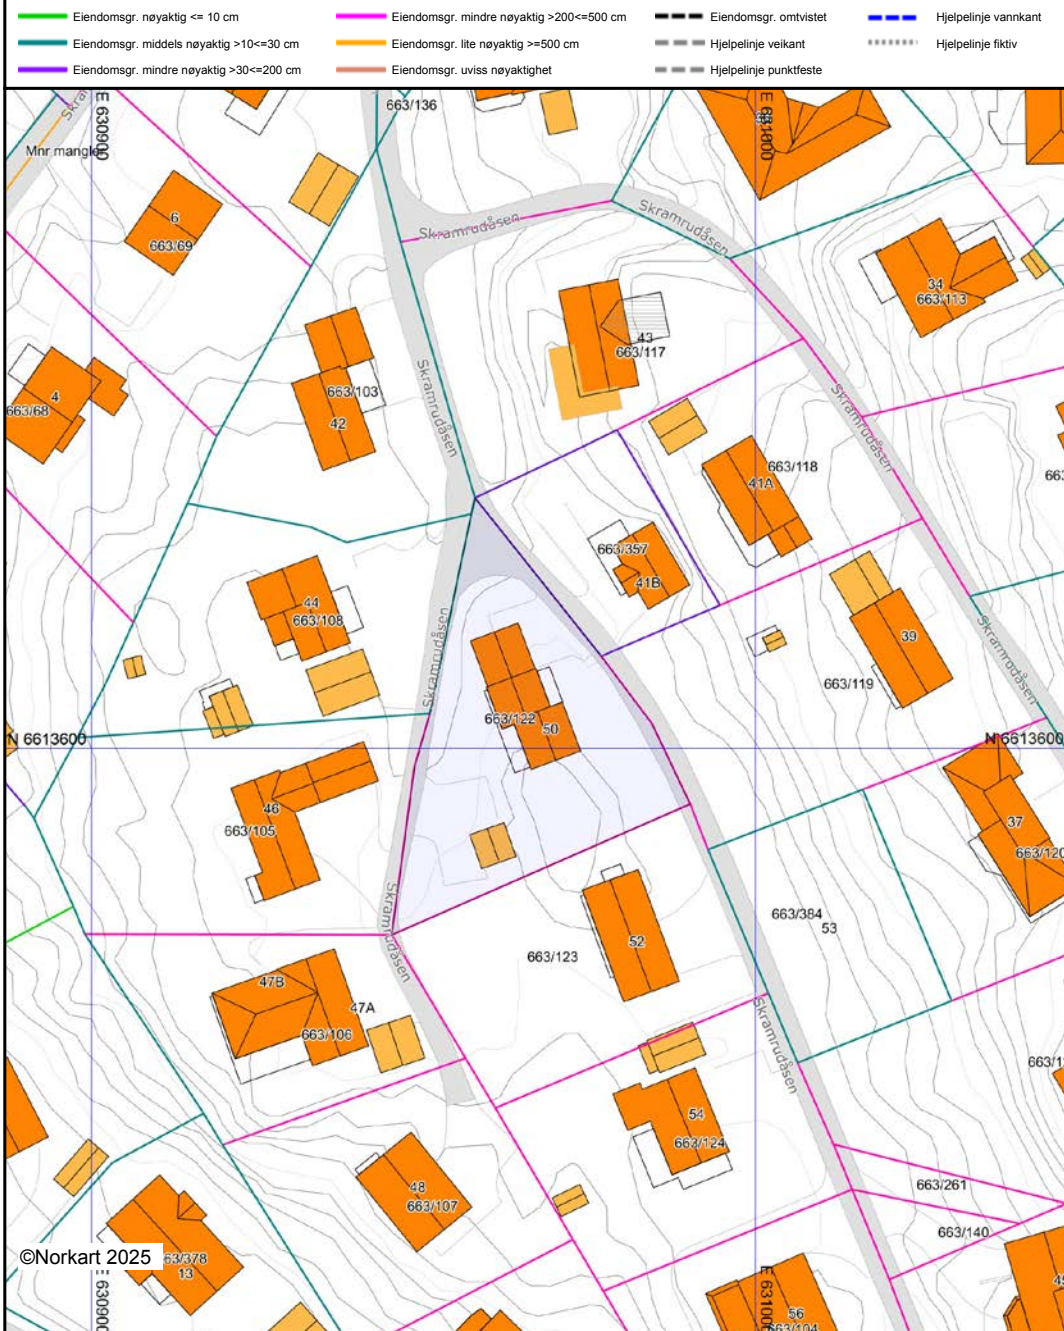 Eiendomsgr. nøyaktig <= 10 cm
Eiendomsgr. mindre nøyaktig >200<=500 cm
Eiendomsgr. omtvistet
Hjelpelinje vannkant
Eiendomsgr. middels nøyaktig >10<=30 cm
Eiendomsgr. lite nøyaktig >=500 cm
Hjelpelinje veikant
Hjelpelinje fiktiv
Eiendomsgr. mindre nøyaktig >30<=200 cm
Eiendomsgr. uviss nøyaktighet
Hjelpelinje punktfeste
E 630900
663/136
Mnr mangler
6
663/69
Skramrudåsen
Skramrudåsen
34
663/113
43
663/117
4
663/68
663/103
42
Skramrudåsen
Skramrudåsen
663/118
41A
663/357
41B
44
663/108
Skramrudåsen
39
Skramrudåsen
663/119
663/122
50
N 6613600
N 6613600
46
663/105
37
663/120
Skramrudåsen
663/384
53
52
663/123
47B
47A
663/106
Skramrudåsen
54
663/124
48
663/107
663/261
663/140
©Norkart 2025
13
E 630900
56
663/104